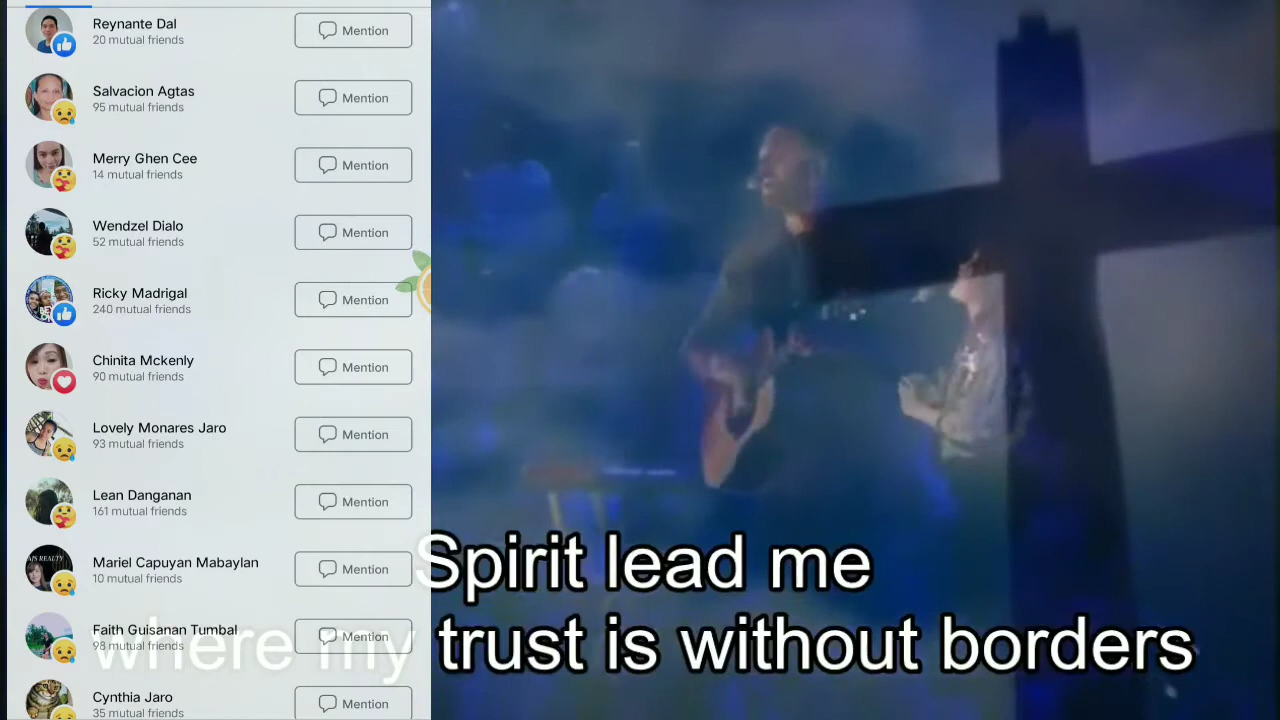 Reynante Dal
20 mutual friends
Mention
Salvacion Agtas
95 mutual friends
Mention
Merry Ghen Cee
14 mutual friends
Mention
Wendzel Dialo
52 mutual friends
Mention
Ricky Madrigal
240 mutual friends
Mention
Chinita Mckenly
90 mutual friends
Mention
Lovely Monares Jaro
93 mutual friends
Mention
Lean Danganan
161 mutual friends
Mention
Mariel Capuyan Mabaylan
10 mutual friends
Mention
Faith Guisanan Tumbal
98 mutual friends
Mention
Cynthia Jaro
35 mutual friends
Mention
Spirit lead me
where my trust is without borders